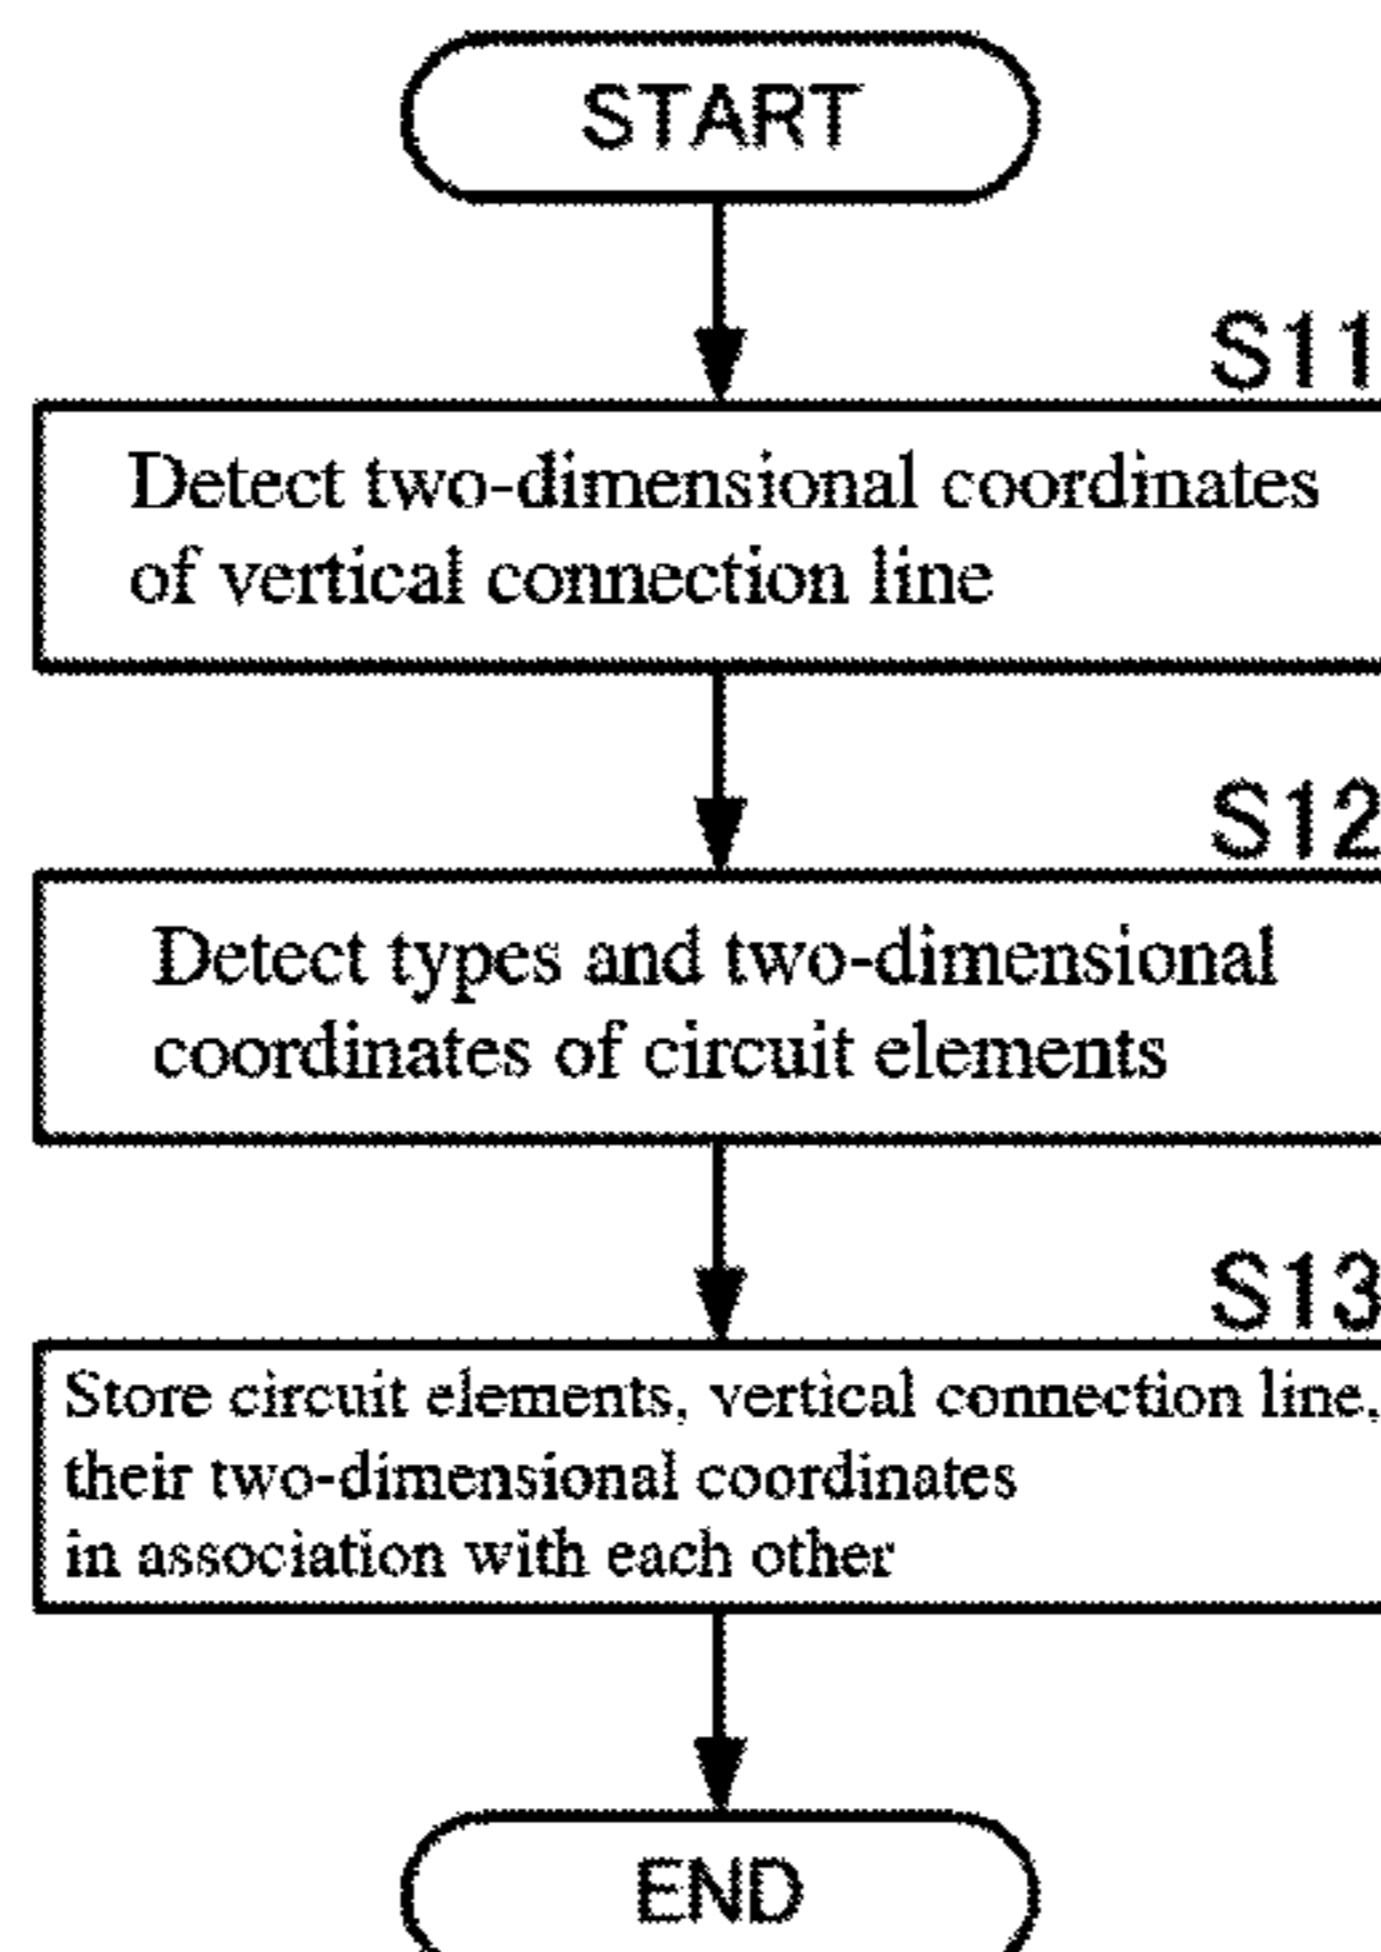 START
S11
Detect two-dimensional coordinates
of vertical connection line
S12
Detect types and two-dimensional
coordinates of circuit elements
S13
Store circuit elements, vertical connection line,
their two-dimensional coordinates
in association with each other
END